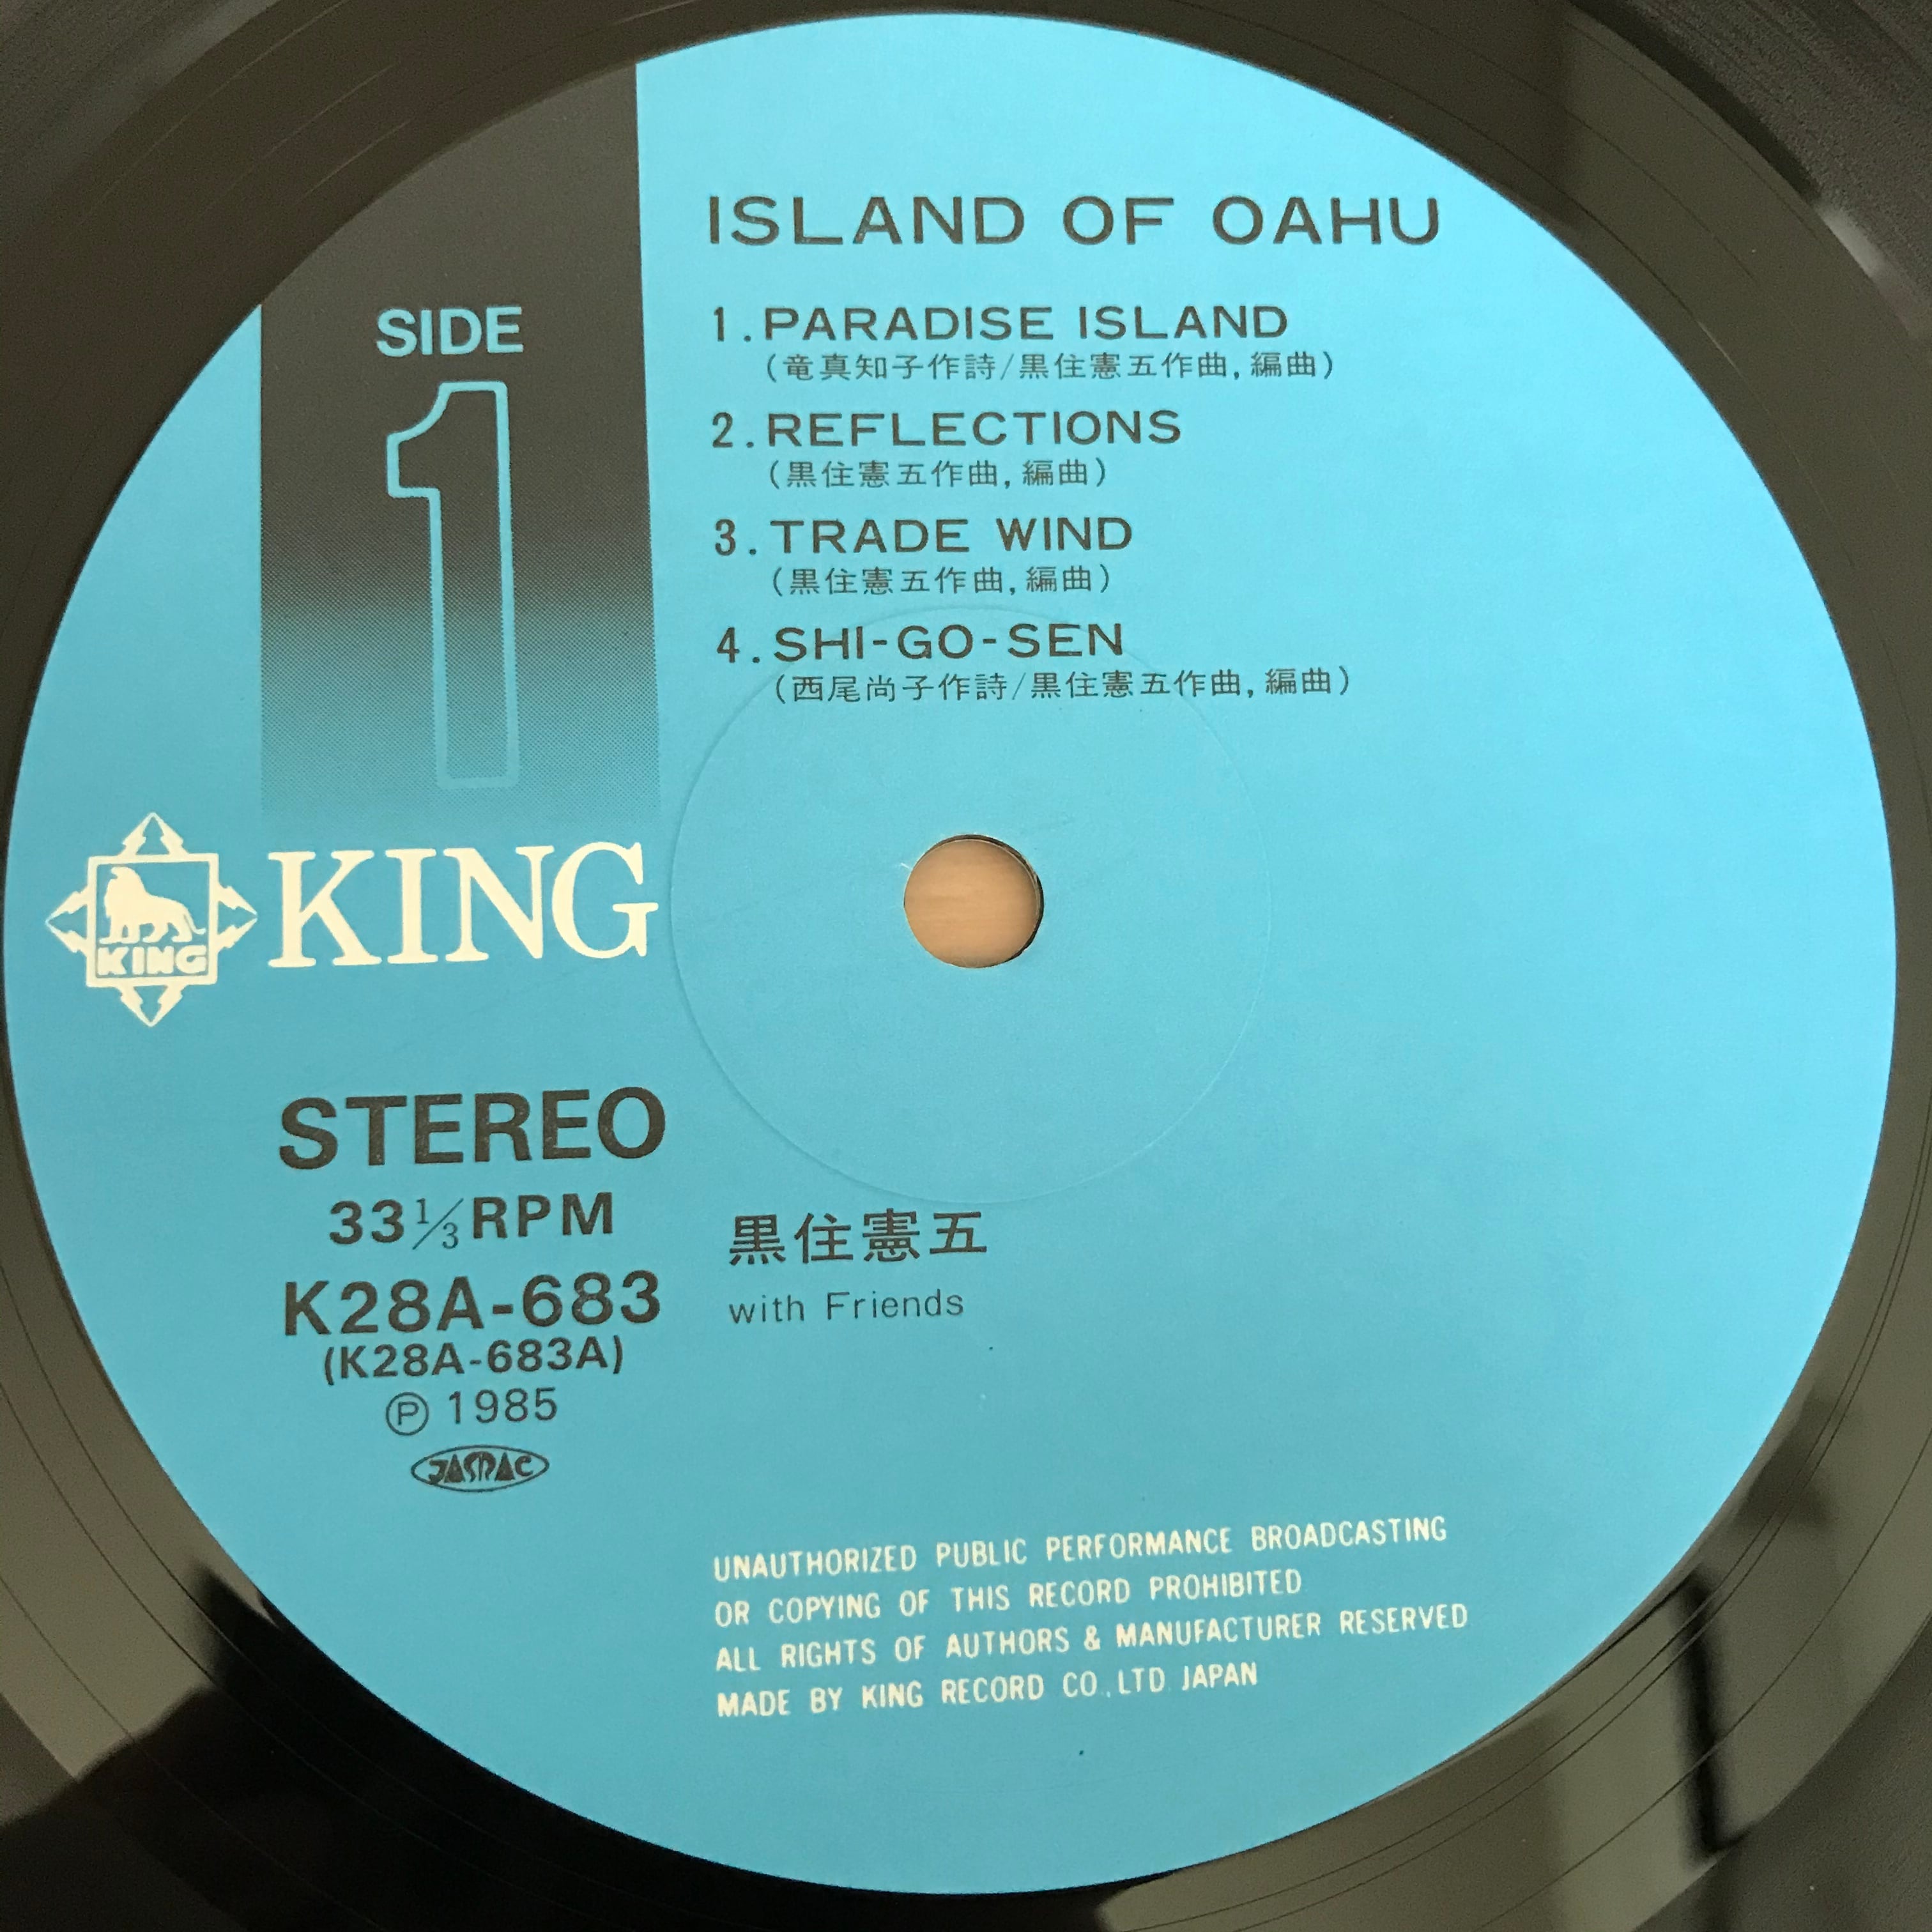 ISLAND OF OAHU
SIDE
1
1.PARADISE ISLAND
(竜真知子作詩/黒住憲五作曲,編曲)
2.REFLECTIONS
(黒住憲五作曲,編曲)
3.TRADE WIND
(黒住憲五作曲,編曲)
4.SHI-GO-SEN
(西尾尚子作詩/黒住憲五作曲,編曲)
KING
KING
STEREO
33⅓RPM
K28A-683
(K28A-683A)
Ⓟ 1985
JASRAC
黒住憲五
with Friends
UNAUTHORIZED PUBLIC PERFORMANCE BROADCASTING
OR COPYING OF THIS RECORD PROHIBITED
ALL RIGHTS OF AUTHORS & MANUFACTURER RESERVED
MADE BY KING RECORD CO.,LTD. JAPAN